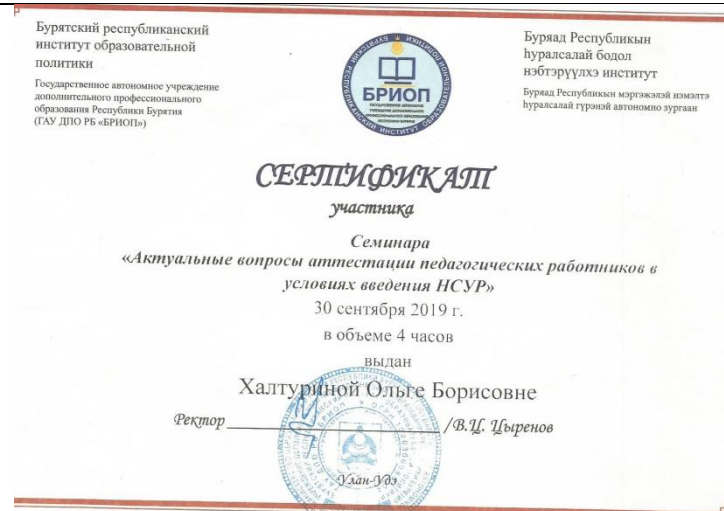 Бурятский республиканский
институт образовательной
политики
Государственное автономное учреждение
дополнительного профессионального
образования Республики Бурятия
(ГАУ ДПО РБ «БРИОП»)
БРИОП
Буряад Республикын
һуралсалай бодол
нэбтэрүүлхэ институт
Буряад Республикын мэргэжэлэй нэмэлтэ
һуралсалай гүрэнэй автономно зургаан
СЕРТИФИКАТ
участника
Семинара
«Актуальные вопросы аттестации педагогических работников в
условиях введения НСУР»
30 сентября 2019 г.
в объеме 4 часов
выдан
Халтуриной Ольге Борисовне
Ректор /В.Ц. Цыренов
Улан-Удэ